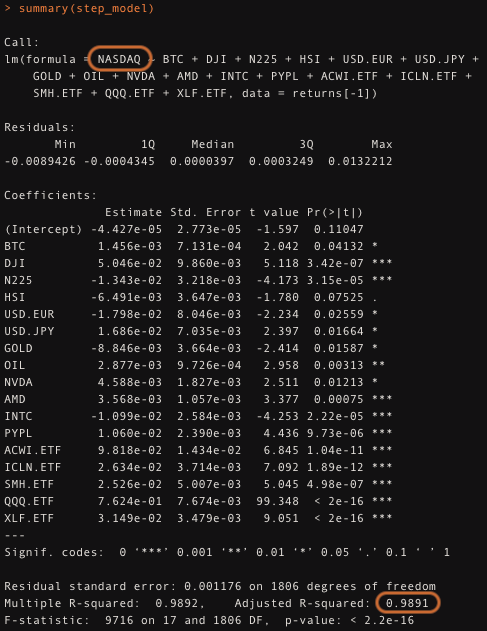 > summary(step_model)
Call:
lm(formula = NASDAQ ~ BTC + DJI + N225 + HSI + USD.EUR + USD.JPY +
    GOLD + OIL + NVDA + AMD + INTC + PYPL + ACWI.ETF + ICLN.ETF +
    SMH.ETF + QQQ.ETF + XLF.ETF, data = returns[-1])
Residuals:
       Min         1Q     Median         3Q        Max
-0.0089426 -0.0004345  0.0000397  0.0003249  0.0132212
Coefficients:
              Estimate Std. Error t value Pr(>|t|)
(Intercept) -4.427e-05  2.773e-05  -1.597  0.11047
BTC          1.456e-03  7.131e-04   2.042  0.04132 *
DJI          5.046e-02  9.860e-03   5.118 3.42e-07 ***
N225        -1.343e-02  3.218e-03  -4.173 3.15e-05 ***
HSI         -6.491e-03  3.647e-03  -1.780  0.07525 .
USD.EUR     -1.798e-02  8.046e-03  -2.234  0.02559 *
USD.JPY      1.686e-02  7.035e-03   2.397  0.01664 *
GOLD        -8.846e-03  3.664e-03  -2.414  0.01587 *
OIL          2.877e-03  9.726e-04   2.958  0.00313 **
NVDA         4.588e-03  1.827e-03   2.511  0.01213 *
AMD          3.568e-03  1.057e-03   3.377  0.00075 ***
INTC        -1.099e-02  2.584e-03  -4.253 2.22e-05 ***
PYPL         1.060e-02  2.390e-03   4.436 9.73e-06 ***
ACWI.ETF     9.818e-02  1.434e-02   6.845 1.04e-11 ***
ICLN.ETF     2.634e-02  3.714e-03   7.092 1.89e-12 ***
SMH.ETF      2.526e-02  5.007e-03   5.045 4.98e-07 ***
QQQ.ETF      7.624e-01  7.674e-03  99.348  < 2e-16 ***
XLF.ETF      3.149e-02  3.479e-03   9.051  < 2e-16 ***
---
Signif. codes:  0 ‘***’ 0.001 ‘**’ 0.01 ‘*’ 0.05 ‘.’ 0.1 ‘ ’ 1
Residual standard error: 0.001176 on 1806 degrees of freedom
Multiple R-squared:  0.9892,    Adjusted R-squared:  0.9891
F-statistic:  9716 on 17 and 1806 DF,  p-value: < 2.2e-16